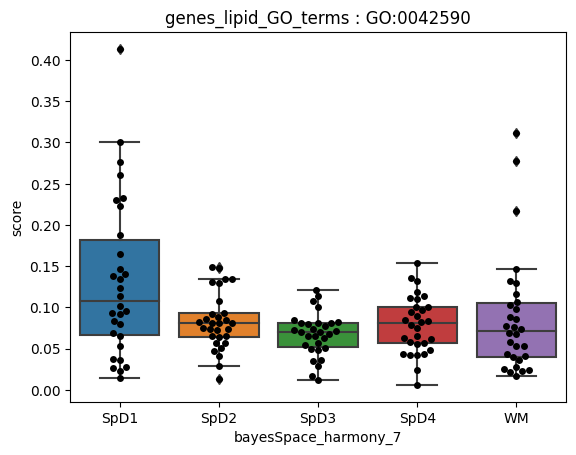 genes_lipid_GO_terms : GO:0042590
0.40
0.35
0.30
0.25
0.20
0.15
0.10
0.05
0.00
score
SpD1 SpD2 SpD3 SpD4 WM
bayesSpace_harmony_7